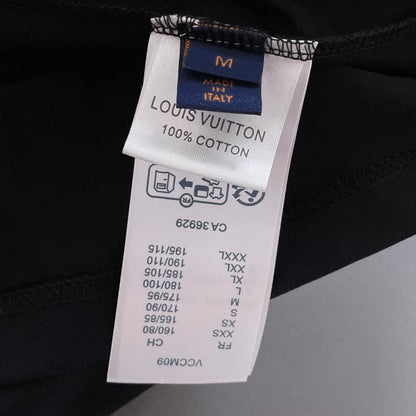 M
MADE
IN
ITALY
LOUIS VUITTON
100% COTTON
FR
CA 36929
VCCM09
FR CH
XXS 160/80
XS 165/85
S 170/90
M 175/95
L 180/100
XL 185/105
XXL 190/110
XXXL 195/115